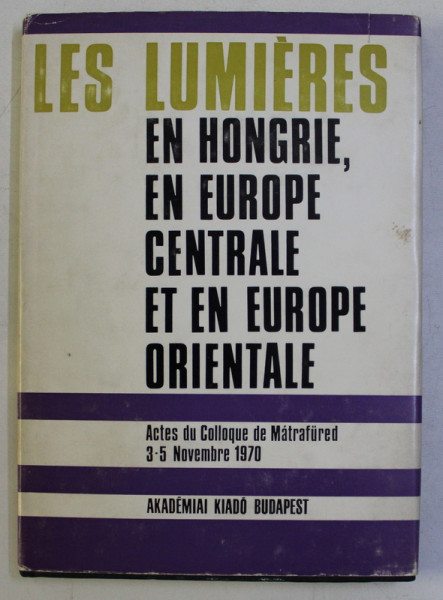 LES LUMIÈRES
EN HONGRIE,
EN EUROPE
CENTRALE
ET EN EUROPE
ORIENTALE
Actes du Colloque de Mátrafüred
3-5 Novembre 1970
AKADÉMIAI KIADÓ BUDAPEST